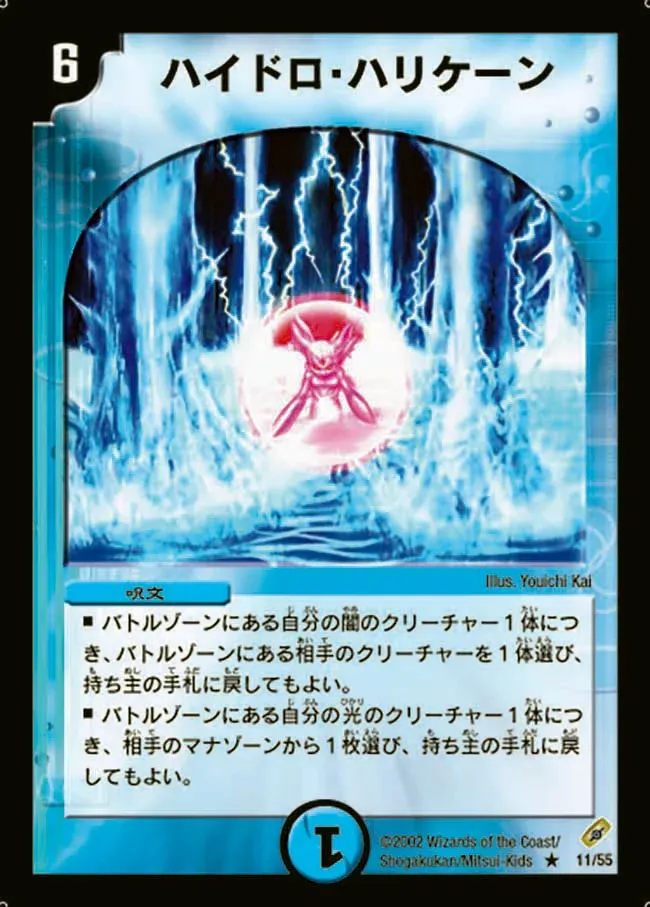 6
ハイドロ・ハリケーン
Illus. Youichi Kai
呪文
■ バトルゾーンにある自分の闇のクリーチャー1体につ
き、バトルゾーンにある相手のクリーチャーを1体選び、
持ち主の手札に戻してもよい。
■ バトルゾーンにある自分の光のクリーチャー1体につ
き、相手のマナゾーンから1枚選び、持ち主の手札に戻
してもよい。
1
©2002 Wizards of the Coast/
Shogakukan/Mitsui-Kids ★ 11/55